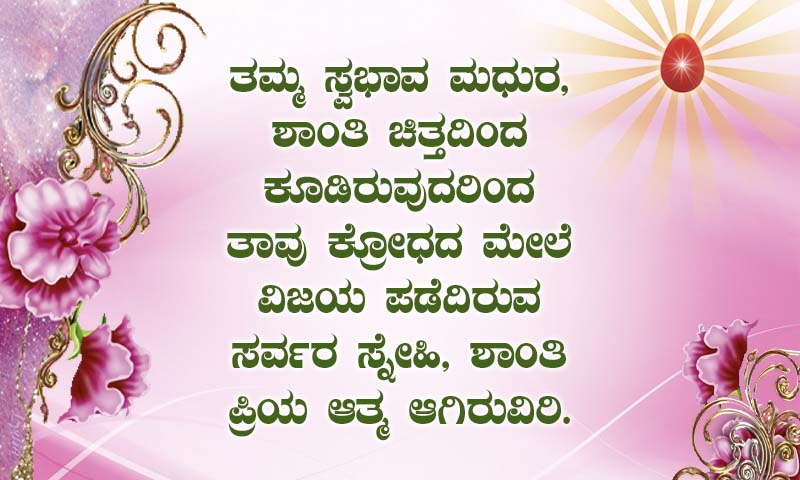 ತಮ್ಮ ಸ್ವಭಾವ ಮಧುರ,
ಶಾಂತಿ ಚಿತ್ತದಿಂದ
ಕೂಡಿರುವುದರಿಂದ
ತಾವು ಕ್ರೋಧದ ಮೇಲೆ
ವಿಜಯ ಪಡೆದಿರುವ
ಸರ್ವರ ಸ್ನೇಹಿ, ಶಾಂತಿ
ಪ್ರಿಯ ಆತ್ಮ ಆಗಿರುವಿರಿ.